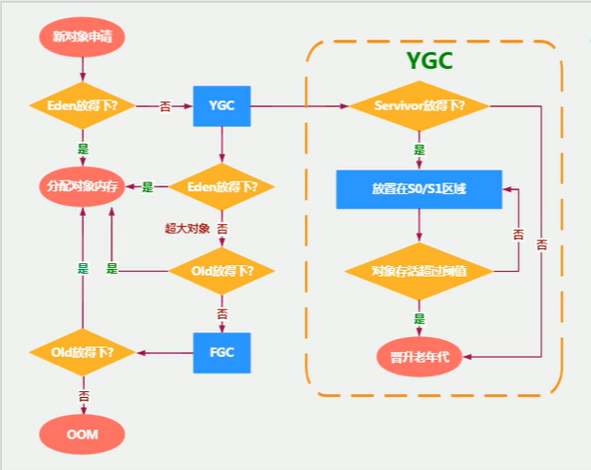 新对象申请
YGC
Eden放得下?
否
YGC
Servivor放得下?
是
是
分配对象内存
是
Eden放得下?
放置在S0/S1区域
超大对象
否
否
否
是
是
Old放得下?
对象存活超过阈值
否
是
Old放得下?
FGC
晋升老年代
否
OOM